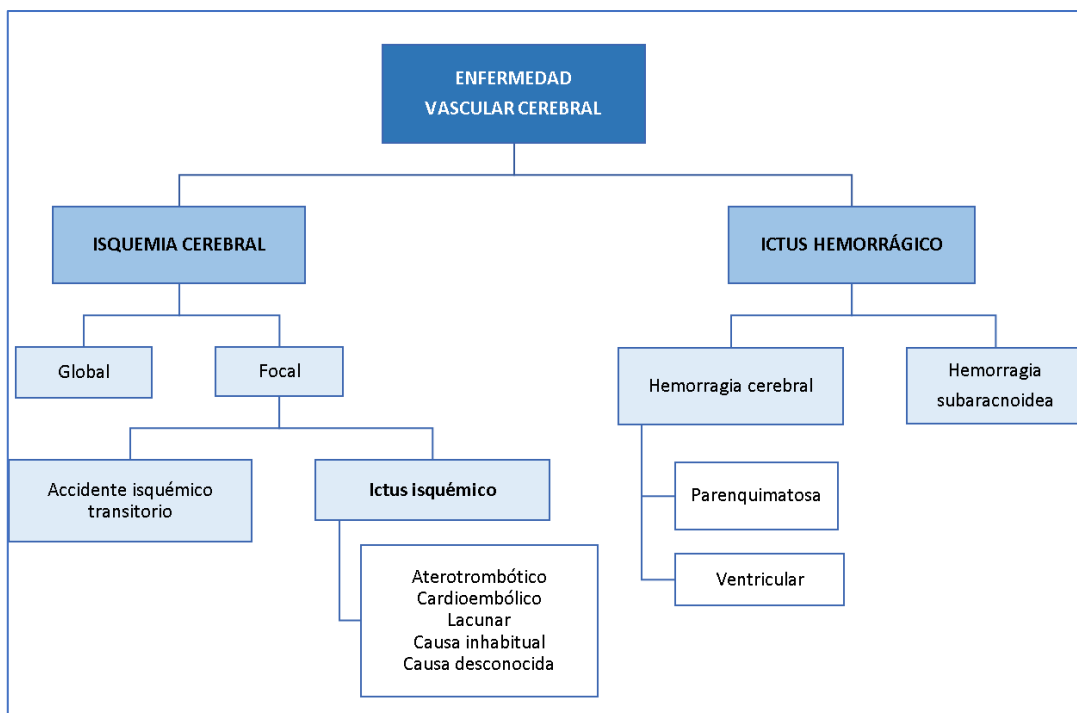 ENFERMEDAD
VASCULAR CEREBRAL
ISQUEMIA CEREBRAL
ICTUS HEMORRÁGICO
Global
Focal
Hemorragia cerebral
Hemorragia
subaracnoidea
Accidente isquémico
transitorio
Ictus isquémico
Parenquimatosa
Ventricular
Aterotrombótico
Cardioembólico
Lacunar
Causa inhabitual
Causa desconocida